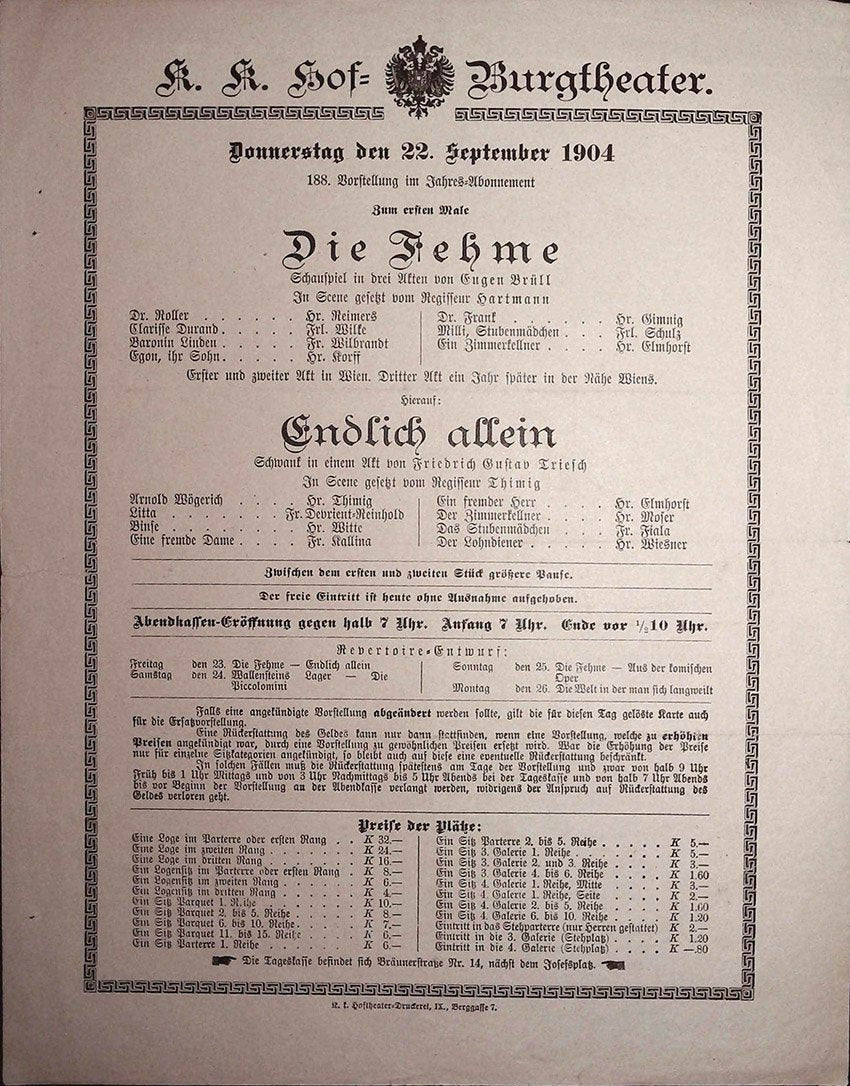 K. K. Hof- Burgtheater.
Donnerstag den 22. September 1904
188. Vorstellung im Jahres-Abonnement
Zum ersten Male
Die Fehme
Schauspiel in drei Akten von Eugen Brüll
In Scene gesetzt vom Regisseur Hartmann
Dr. Roller . . . . . . Hr. Reimers
Clarisse Durand . . . . . Frl. Wilke
Baronin Linden . . . . . Fr. Wilbrandt
Egon, ihr Sohn . . . . . Hr. Korff
Dr. Frank . . . . . . Hr. Gimnig
Milli, Stubenmädchen . . . Frl. Schulz
Ein Zimmerkellner . . . . Hr. Elmhorst
Erster und zweiter Akt in Wien. Dritter Akt ein Jahr später in der Nähe Wiens.
Hierauf:
Endlich allein
Schwank in einem Akt von Friedrich Gustav Triesch
In Scene gesetzt vom Regisseur Thimig
Arnold Wögerich . . . . Hr. Thimig
Litta . . . . . . . Fr. Devrient-Reinhold
Binse . . . . . . . Hr. Witte
Eine fremde Dame . . . . Fr. Kallina
Ein fremder Herr . . . . Hr. Elmhorst
Der Zimmerkellner . . . . Hr. Moser
Das Stubenmädchen . . . . Fr. Fiala
Der Lohndiener . . . . . Hr. Wiesner
Zwischen dem ersten und zweiten Stück größere Pause.
Der freie Eintritt ist heute ohne Ausnahme aufgehoben.
Abendkassen-Eröffnung gegen halb 7 Uhr. Anfang 7 Uhr. Ende vor ½10 Uhr.
Repertoire-Entwurf:
Freitag den 23. Die Fehme — Endlich allein
Samstag den 24. Wallensteins Lager — Die
Piccolomini
Sonntag den 25. Die Fehme — Aus der komischen
Oper
Montag den 26. Die Welt in der man sich langweilt
Falls eine angekündigte Vorstellung abgeändert werden sollte, gilt die für diesen Tag gelöste Karte auch
für die Ersatzvorstellung.
Eine Rückerstattung des Geldes kann nur dann stattfinden, wenn eine Vorstellung, welche zu erhöhten
Preisen angekündigt war, durch eine Vorstellung zu gewöhnlichen Preisen ersetzt wird. War die Erhöhung der Preise
nur für einzelne Sitzkategorien angekündigt, so bleibt auch auf diese eine eventuelle Rückerstattung beschränkt.
In solchen Fällen muß die Rückerstattung spätestens am Tage der Vorstellung und zwar von halb 9 Uhr
Früh bis 1 Uhr Mittags und von 3 Uhr Nachmittags bis 5 Uhr Abends bei der Tageskasse und von halb 7 Uhr Abends
bis vor Beginn der Vorstellung an der Abendkasse verlangt werden, widrigens der Anspruch auf Rückerstattung des
Geldes verloren geht.
Preise der Plätze:
Eine Loge im Parterre oder ersten Rang . . K 32.—
Eine Loge im zweiten Rang . . . . . K 24.—
Eine Loge im dritten Rang . . . . . K 16.—
Ein Logensitz im Parterre oder ersten Rang . K 8.—
Ein Logensitz im zweiten Rang . . . . K 6.—
Ein Logensitz im dritten Rang . . . . K 4.—
Ein Sitz Parquet 1. Reihe . . . . . K 10.—
Ein Sitz Parquet 2. bis 5. Reihe . . . . K 8.—
Ein Sitz Parquet 6. bis 10. Reihe . . . . K 7.—
Ein Sitz Parquet 11. bis 15. Reihe . . . K 6.—
Ein Sitz Parterre 1. Reihe . . . . . K 6.—
Ein Sitz Parterre 2. bis 5. Reihe . . . . . K 5.—
Ein Sitz 3. Galerie 1. Reihe . . . . . K 5.—
Ein Sitz 3. Galerie 2. und 3. Reihe . . . K 3.—
Ein Sitz 3. Galerie 4. bis 6. Reihe . . . K 1.60
Ein Sitz 4. Galerie 1. Reihe, Mitte . . . K 3.—
Ein Sitz 4. Galerie 1. Reihe, Seite . . . K 2.—
Ein Sitz 4. Galerie 2. bis 5. Reihe . . . K 1.60
Ein Sitz 4. Galerie 6. bis 10. Reihe . . . K 1.20
Eintritt in das Stehparterre (nur Herren gestattet) K 2.—
Eintritt in die 3. Galerie (Stehplatz) . . . K 1.20
Eintritt in die 4. Galerie (Stehplatz) . . . K —.80
Die Tageskasse befindet sich Bräunerstraße Nr. 14, nächst dem Josefsplatz.
K. k. Hoftheater-Druckerei, IX., Berggasse 7.